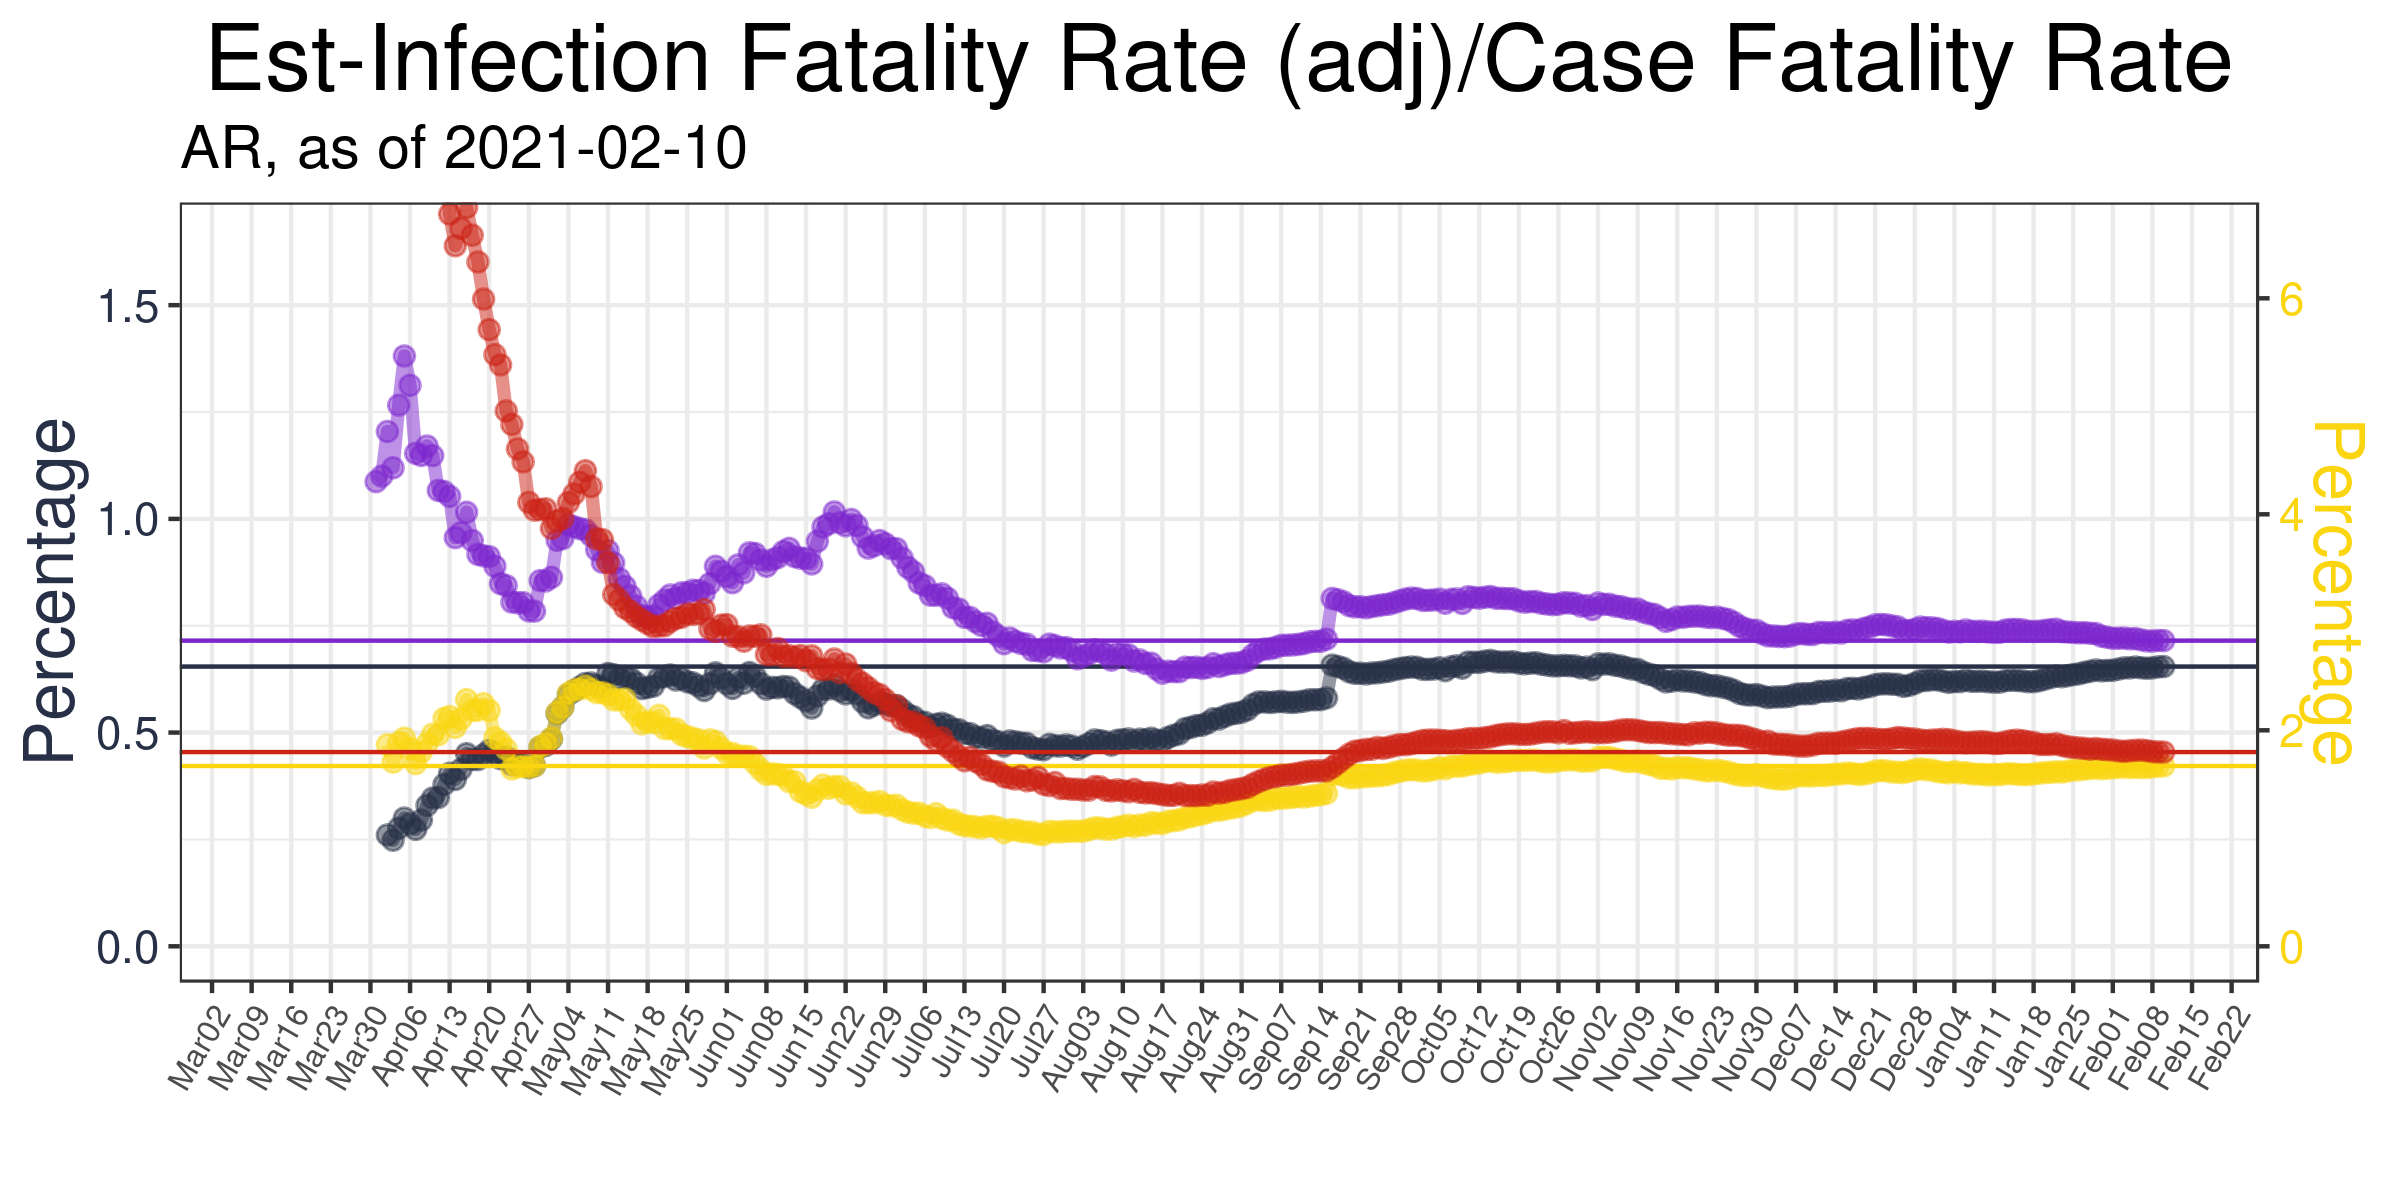 Est-Infection Fatality Rate (adj)/Case Fatality Rate
AR, as of 2021-02-10
Percentage
1.5
1.0
0.5
0.0
6
4
2
0
Percentage
Mar02
Mar09
Mar16
Mar23
Mar30
Apr06
Apr13
Apr20
Apr27
May04
May11
May18
May25
Jun01
Jun08
Jun15
Jun22
Jun29
Jul06
Jul13
Jul20
Jul27
Aug03
Aug10
Aug17
Aug24
Aug31
Sep07
Sep14
Sep21
Sep28
Oct05
Oct12
Oct19
Oct26
Nov02
Nov09
Nov16
Nov23
Nov30
Dec07
Dec14
Dec21
Dec28
Jan04
Jan11
Jan18
Jan25
Feb01
Feb08
Feb15
Feb22